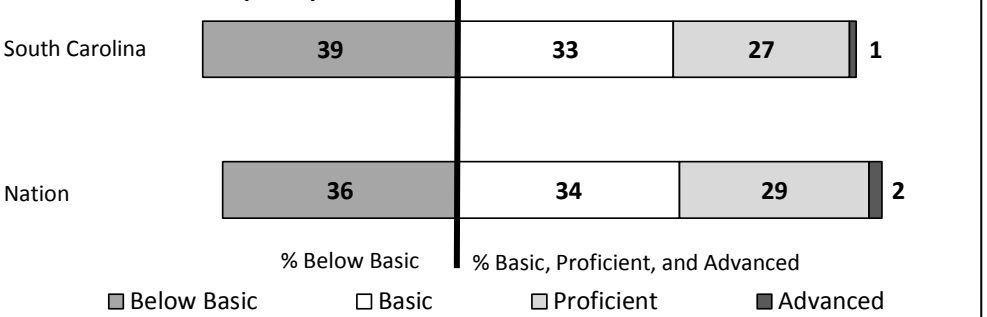 South Carolina 39 33 27 1
Nation 36 34 29 2
% Below Basic % Basic, Proficient, and Advanced
Below Basic Basic Proficient Advanced